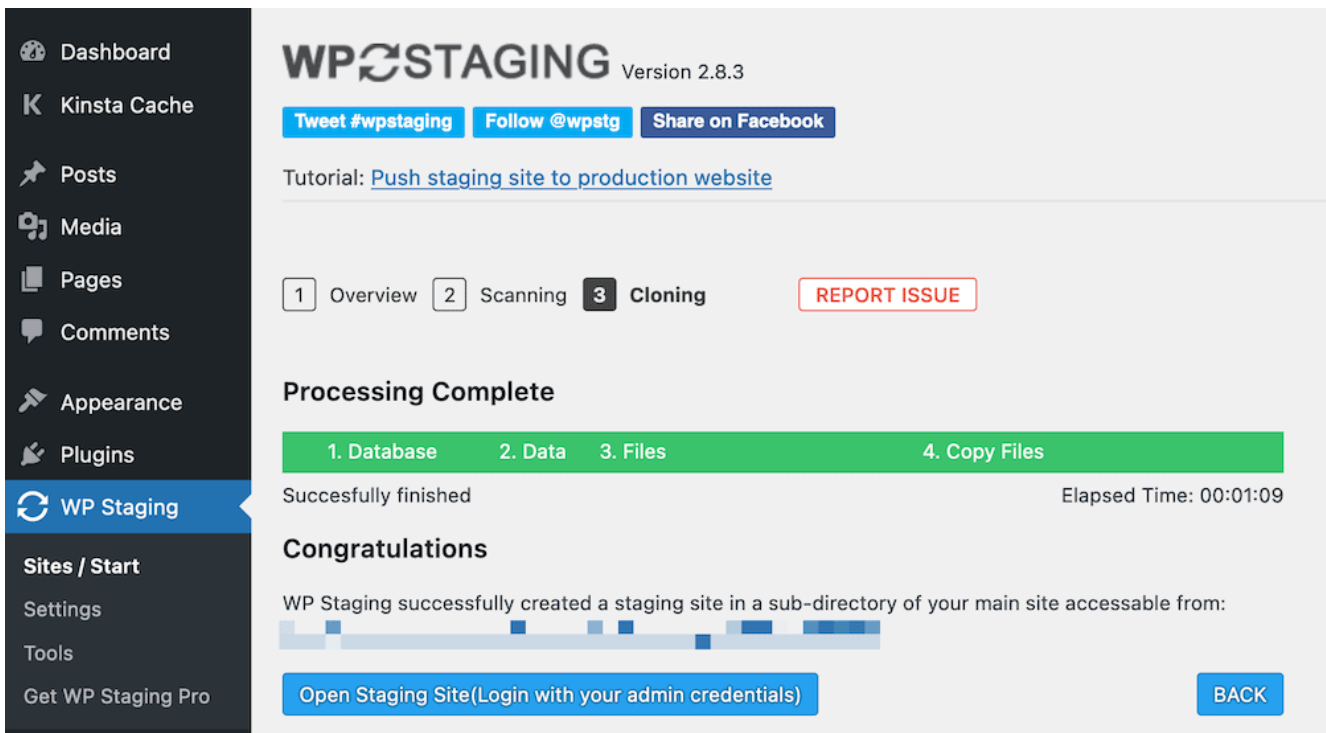 Dashboard
Kinsta Cache
Posts
Media
Pages
Comments
Appearance
Plugins
WP Staging
Sites / Start
Settings
Tools
Get WP Staging Pro
WP STAGING Version 2.8.3
Tweet #wpstaging Follow @wpstg Share on Facebook
Tutorial: Push staging site to production website
1 Overview 2 Scanning 3 Cloning REPORT ISSUE
Processing Complete
1. Database 2. Data 3. Files 4. Copy Files
Succesfully finished Elapsed Time: 00:01:09
Congratulations
WP Staging successfully created a staging site in a sub-directory of your main site accessable from:
Open Staging Site(Login with your admin credentials) BACK